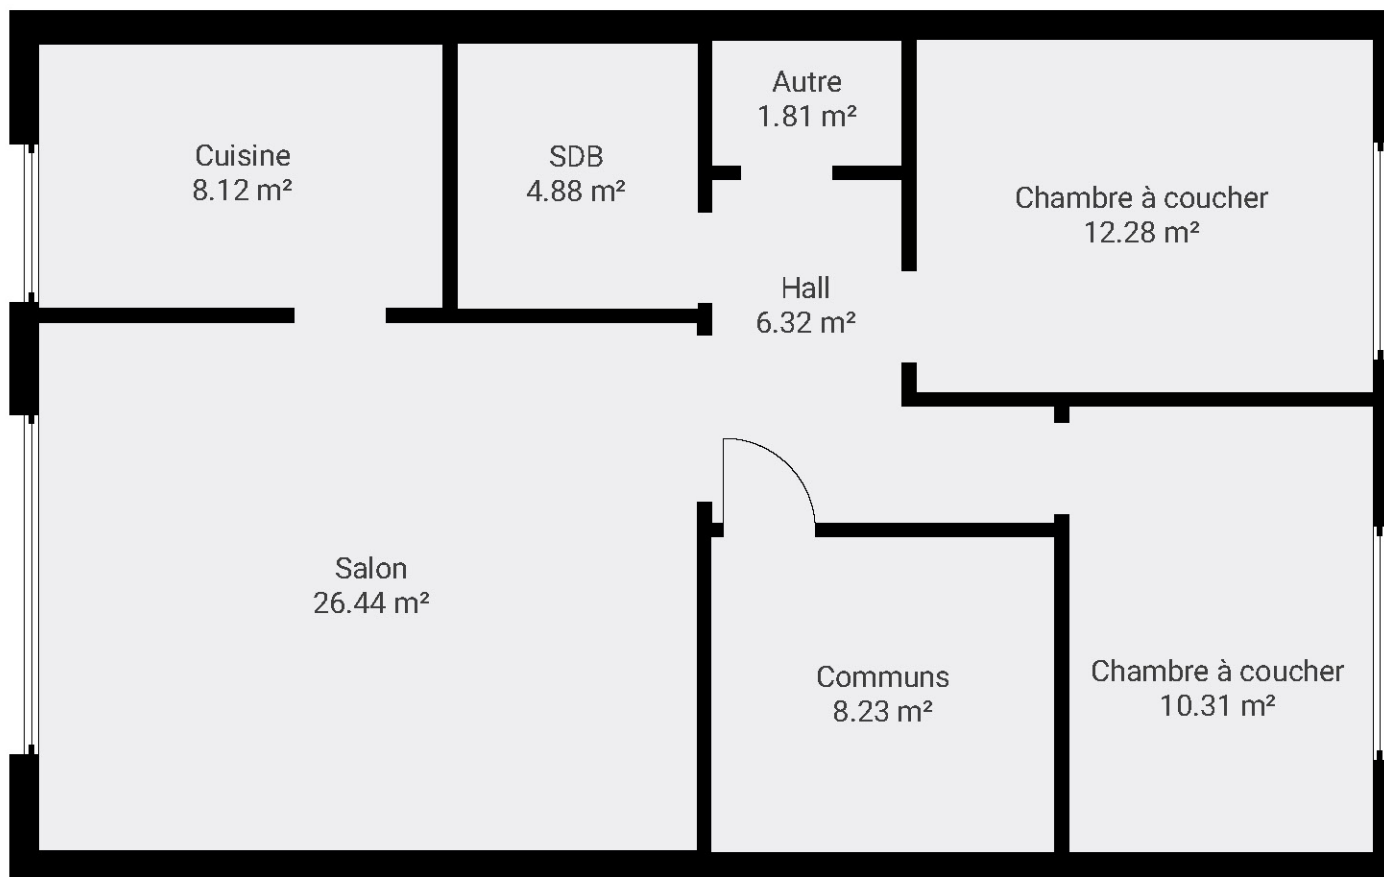 Autre
1.81 m²
Cuisine
8.12 m²
SDB
4.88 m²
Chambre à coucher
12.28 m²
Hall
6.32 m²
Salon
26.44 m²
Communs
8.23 m²
Chambre à coucher
10.31 m²